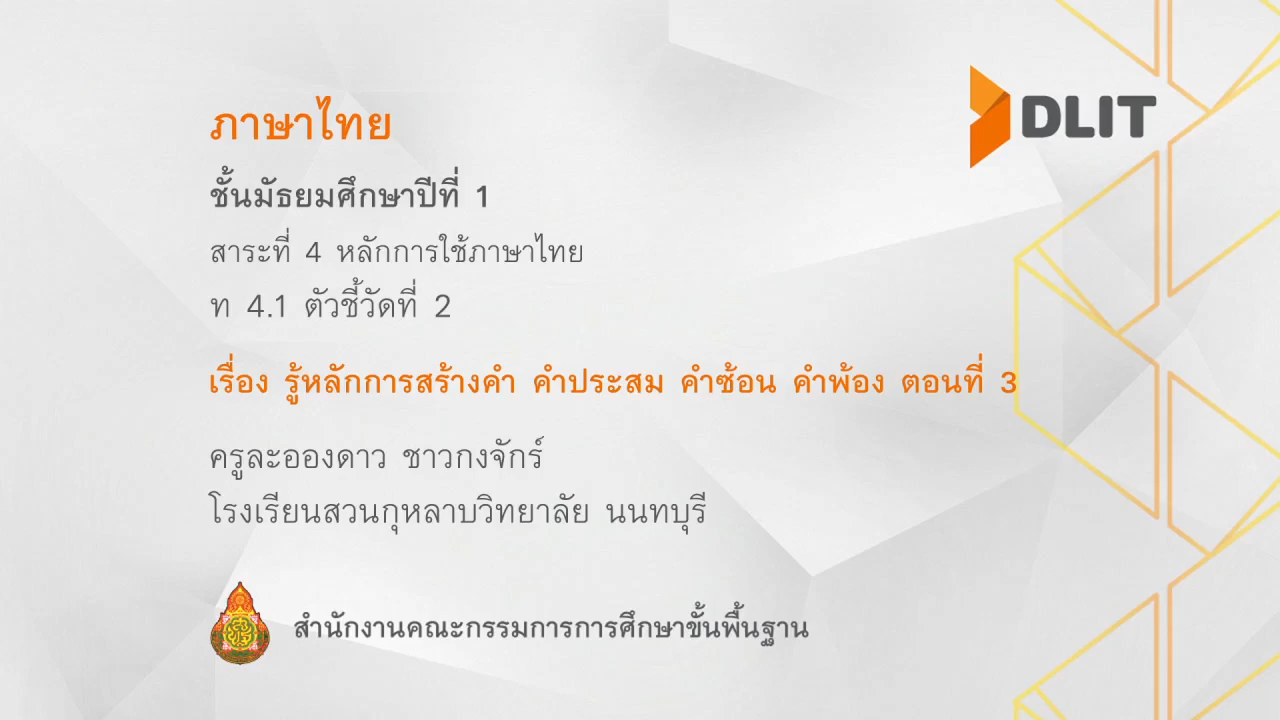 ภาษาไทย
DLIT
ชั้นมัธยมศึกษาปีที่ 1
สาระที่ 4 หลักการใช้ภาษาไทย
ท 4.1 ตัวชี้วัดที่ 2
เรื่อง รู้หลักการสร้างคำ คำประสม คำซ้อน คำพ้อง ตอนที่ 3
ครูละอองดาว ชาวกงจักร์
โรงเรียนสวนกุหลาบวิทยาลัย นนทบุรี
สำนักงานคณะกรรมการการศึกษาขั้นพื้นฐาน